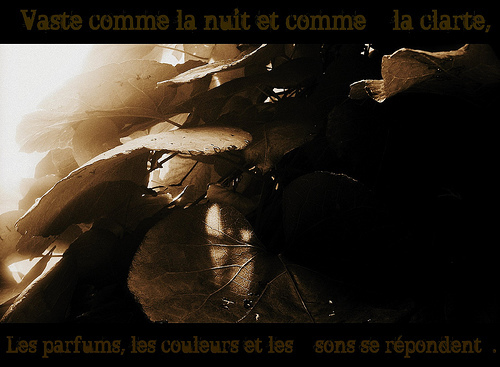 Vaste comme la nuit et comme la clarte,
Les parfums, les couleurs et les sons se répondent .